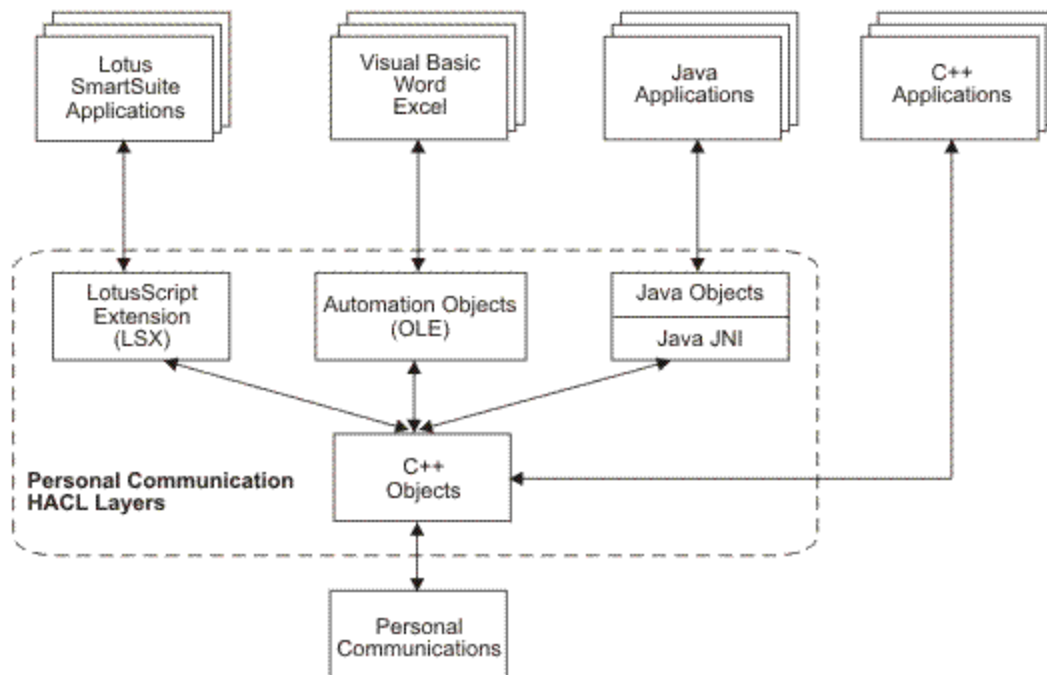 Lotus
SmartSuite
Applications
Visual Basic
Word
Excel
Java
Applications
C++
Applications
LotusScript
Extension
(LSX)
Automation Objects
(OLE)
Java Objects
Java JNI
C++
Objects
Personal Communication
HACL Layers
Personal
Communications